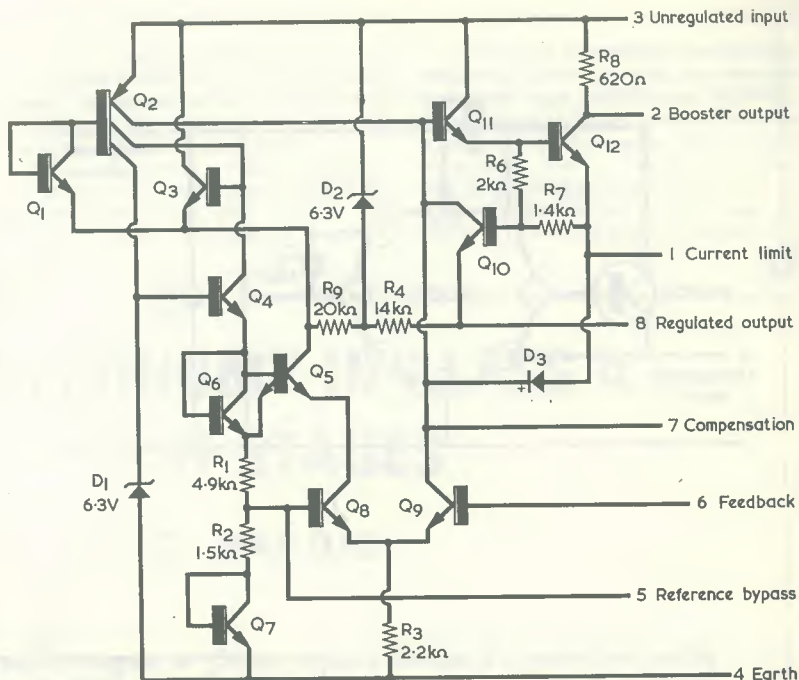 3 Unregulated input
R8
620Ω
Q2
Q11
2 Booster output
Q12
R6
2kΩ
D2
6·3V
Q3
R7
1·4kΩ
Q1
Q10
1 Current limit
Q4
R9
20kΩ
R4
14kΩ
8 Regulated output
D3
+
Q6
Q5
7 Compensation
R1
4·9kΩ
D1
6·3V
Q8
Q9
6 Feedback
R2
1·5kΩ
5 Reference bypass
Q7
R3
2·2kΩ
4 Earth